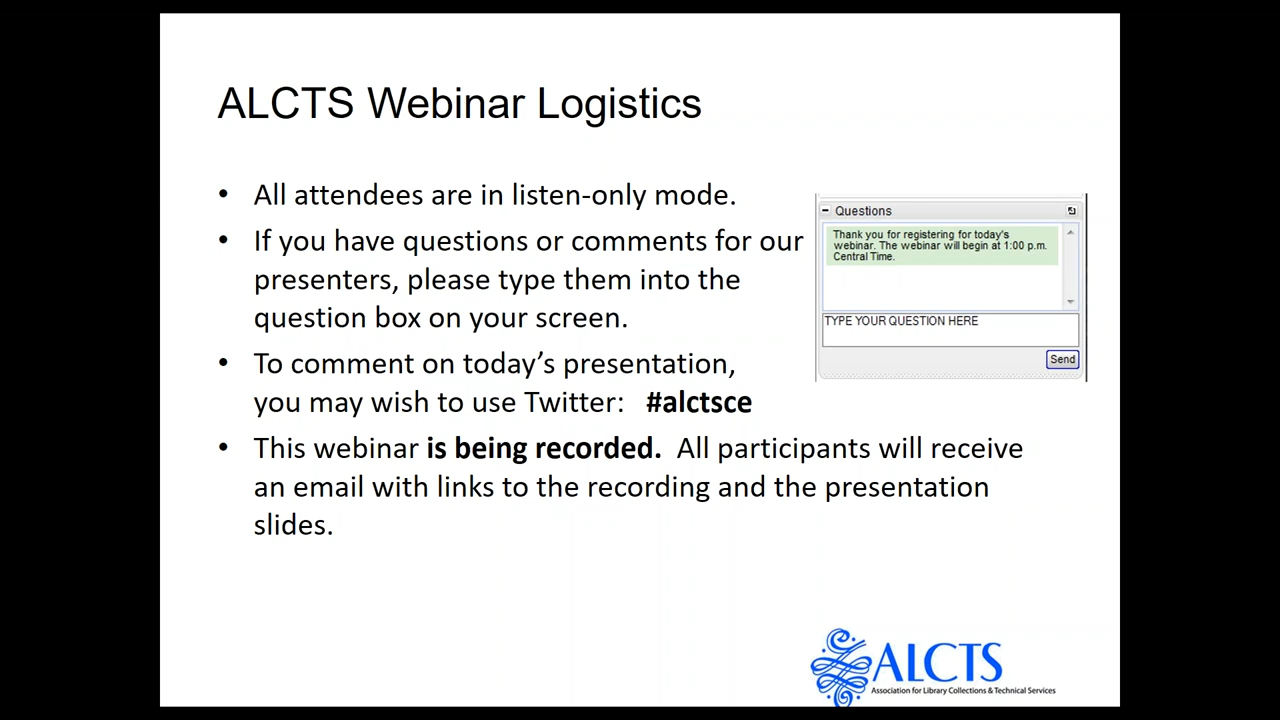 ALCTS Webinar Logistics
• All attendees are in listen-only mode.
• If you have questions or comments for our
presenters, please type them into the
question box on your screen.
• To comment on today’s presentation,
you may wish to use Twitter: #alctsce
• This webinar is being recorded. All participants will receive
an email with links to the recording and the presentation
slides.
Questions
Thank you for registering for today's
webinar. The webinar will begin at 1:00 p.m.
Central Time.
TYPE YOUR QUESTION HERE
Send
ALCTS
Association for Library Collections & Technical Services